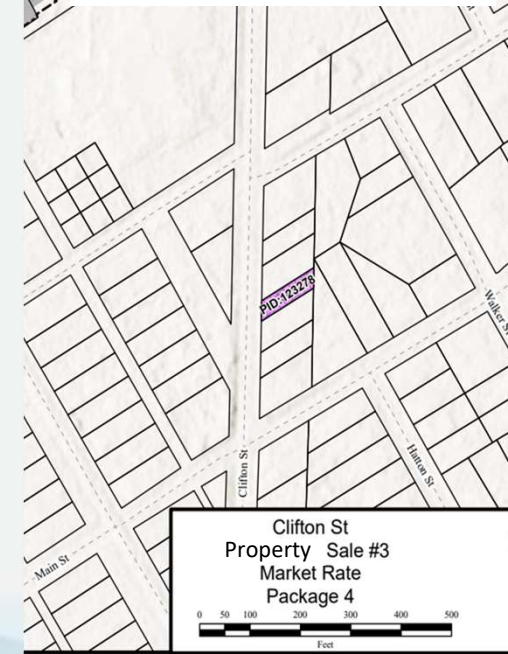 PID:123278
Walker St
Clifton St
Hatton St
Main St
Clifton St
Property Sale #3
Market Rate
Package 4
0 50 100 200 300 400 500
Feet